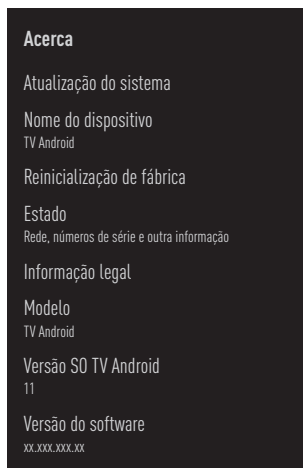 Acerca
Atualização do sistema
Nome do dispositivo
TV Android
Reinicialização de fábrica
Estado
Rede, números de série e outra informação
Informação legal
Modelo
TV Android
Versão SO TV Android
11
Versão do software
xx.xxx.xxx.xx